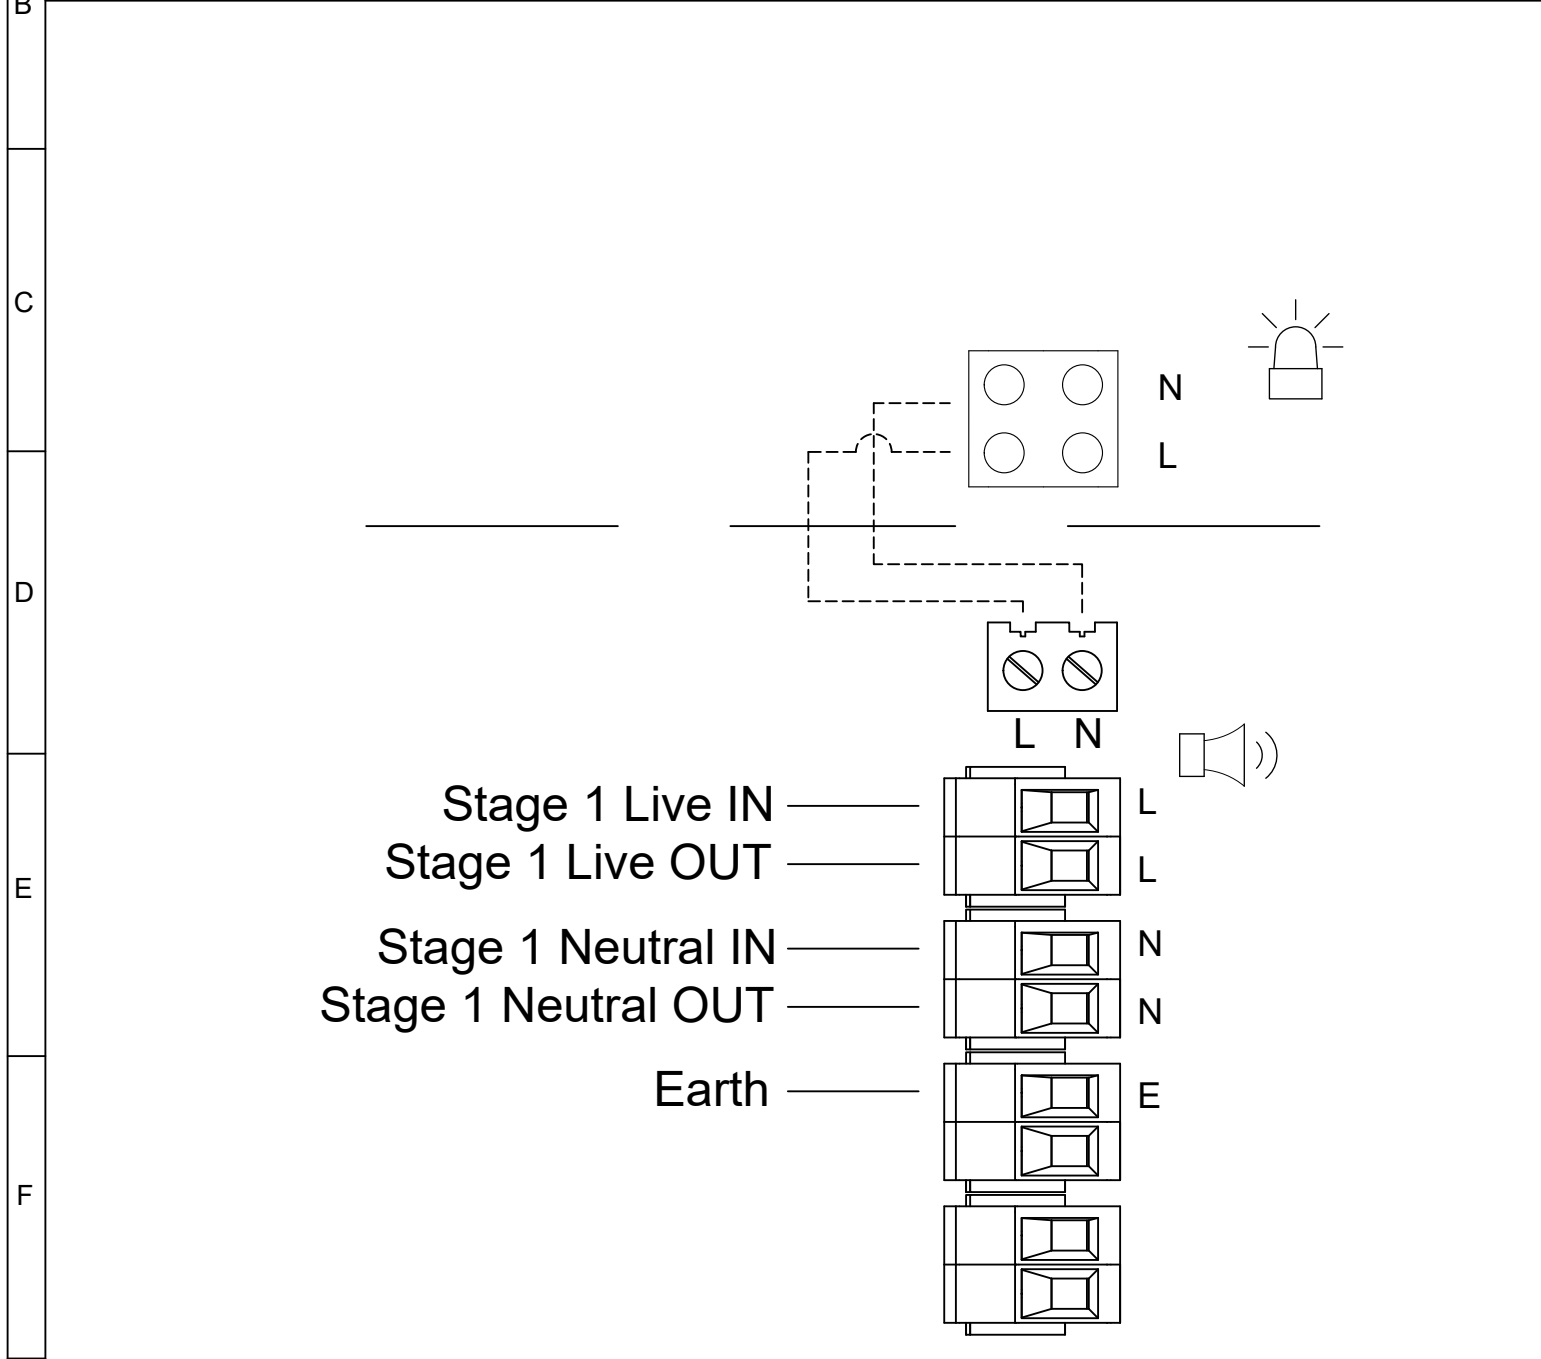 B
C
N
L
D
L N
Stage 1 Live IN L
Stage 1 Live OUT L
E
Stage 1 Neutral IN N
Stage 1 Neutral OUT N
Earth E
F